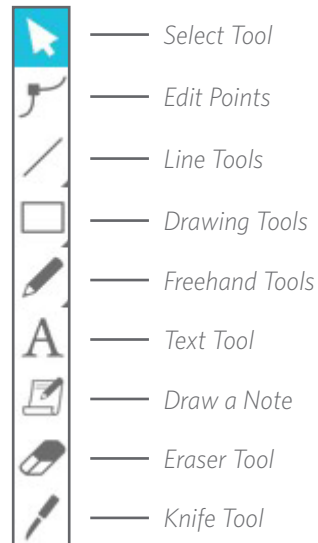 Select Tool
Edit Points
Line Tools
Drawing Tools
Freehand Tools
A Text Tool
Draw a Note
Eraser Tool
Knife Tool